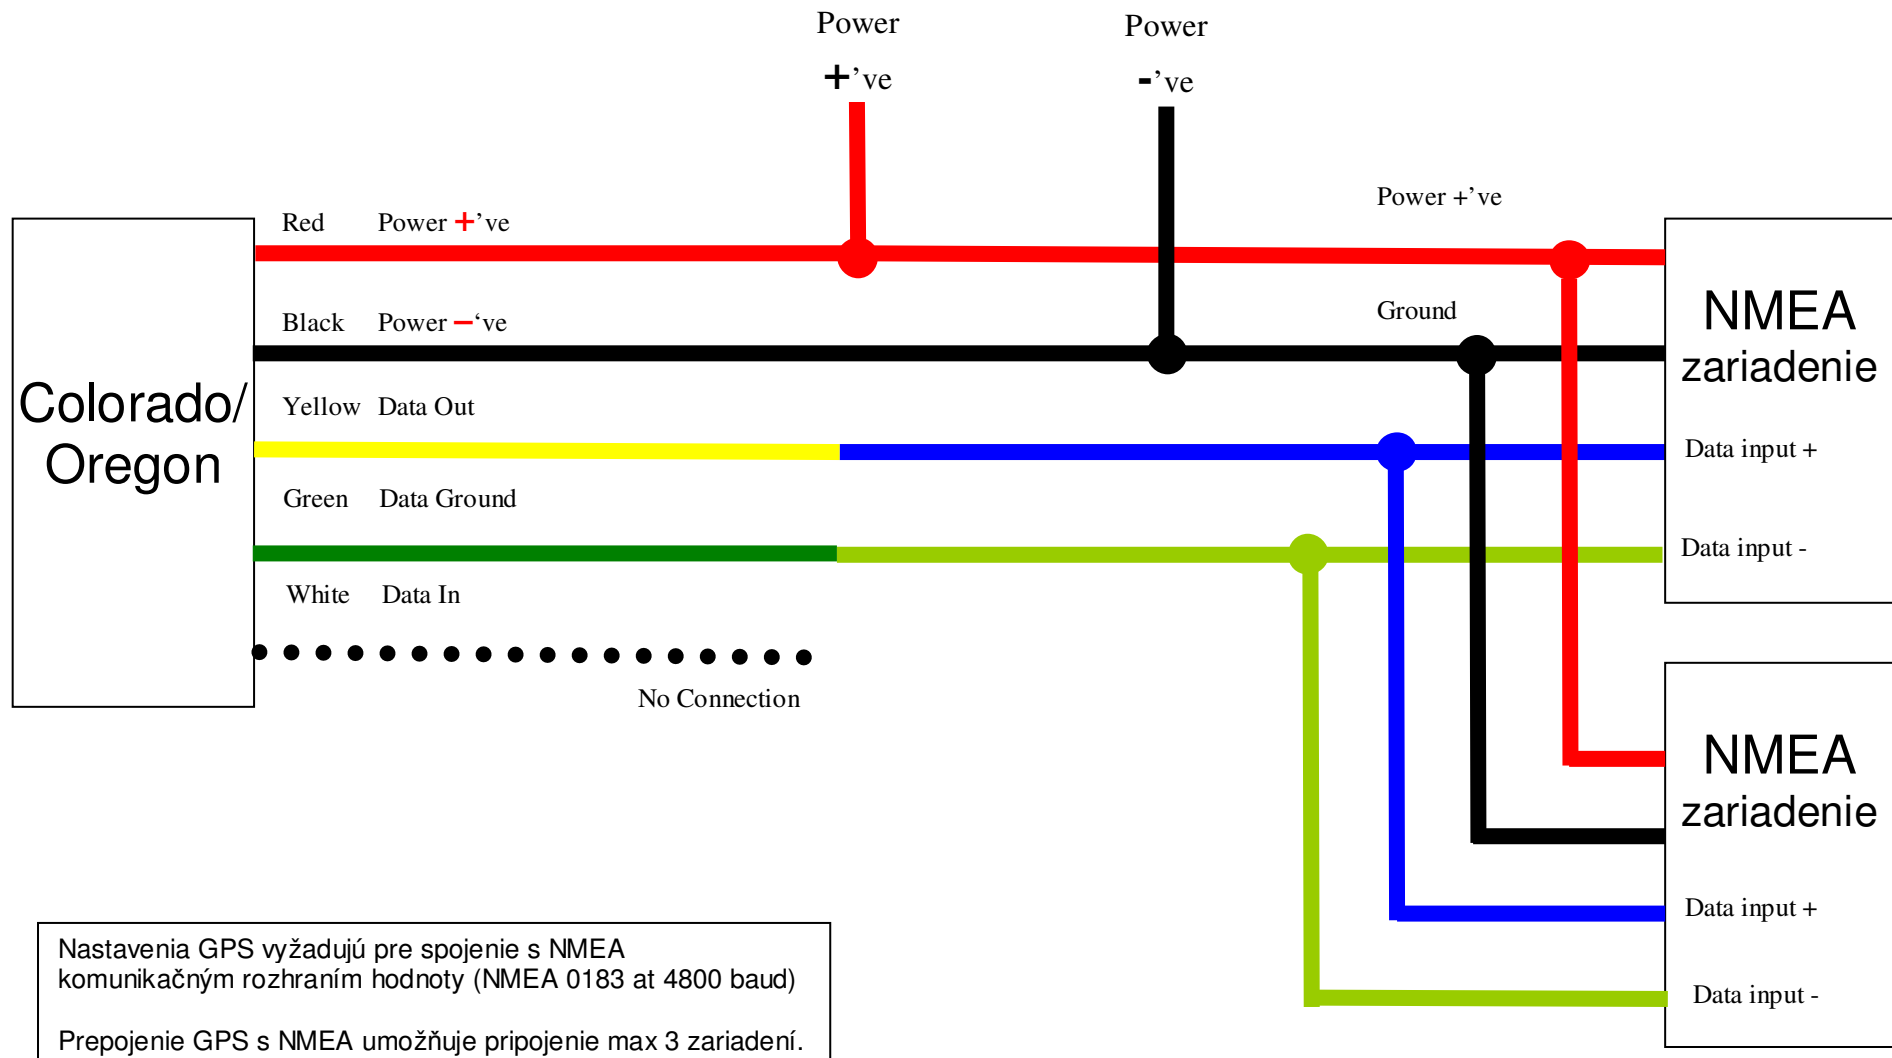 Power
+’ve
Power
-’ve
Colorado/
Oregon
Red Power +’ve
Black Power –‘ve
Yellow Data Out
Green Data Ground
White Data In
No Connection
Power +’ve
Ground
NMEA
zariadenie
Data input +
Data input -
NMEA
zariadenie
Data input +
Data input -
Nastavenia GPS vyžadujú pre spojenie s NMEA
komunikačným rozhraním hodnoty (NMEA 0183 at 4800 baud)
Prepojenie GPS s NMEA umožňuje pripojenie max 3 zariadení.